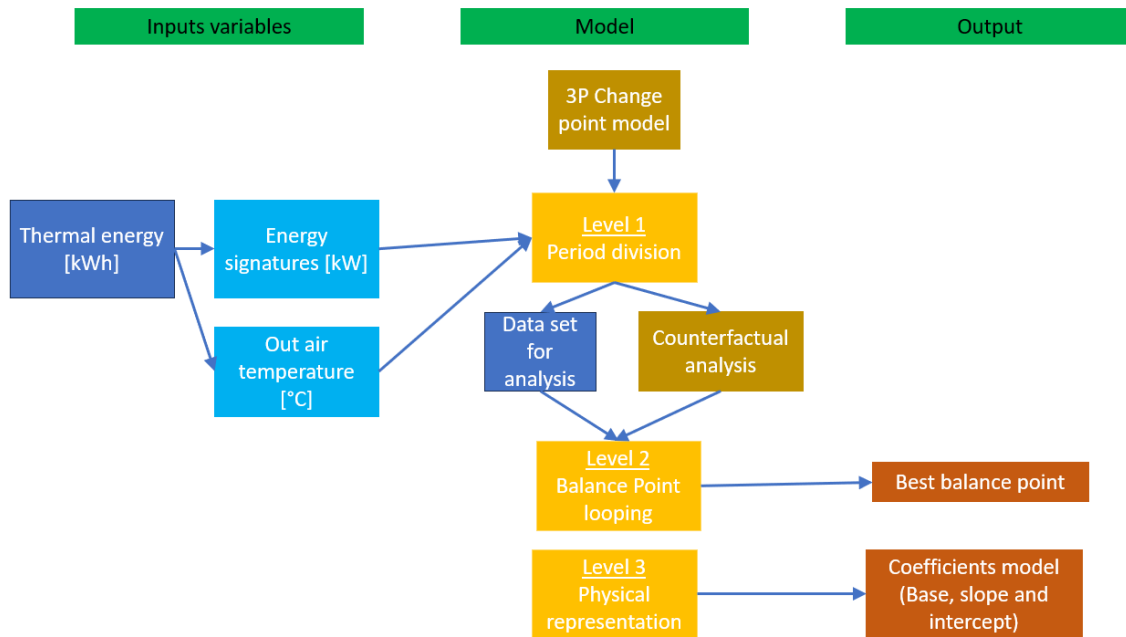 Inputs variables
Model
Output
3P Change
point model
Thermal energy
[kWh]
Energy
signatures [kW]
Level 1
Period division
Out air
temperature
[°C]
Data set
for
analysis
Counterfactual
analysis
Level 2
Balance Point
looping
Best balance point
Level 3
Physical
representation
Coefficients model
(Base, slope and
intercept)